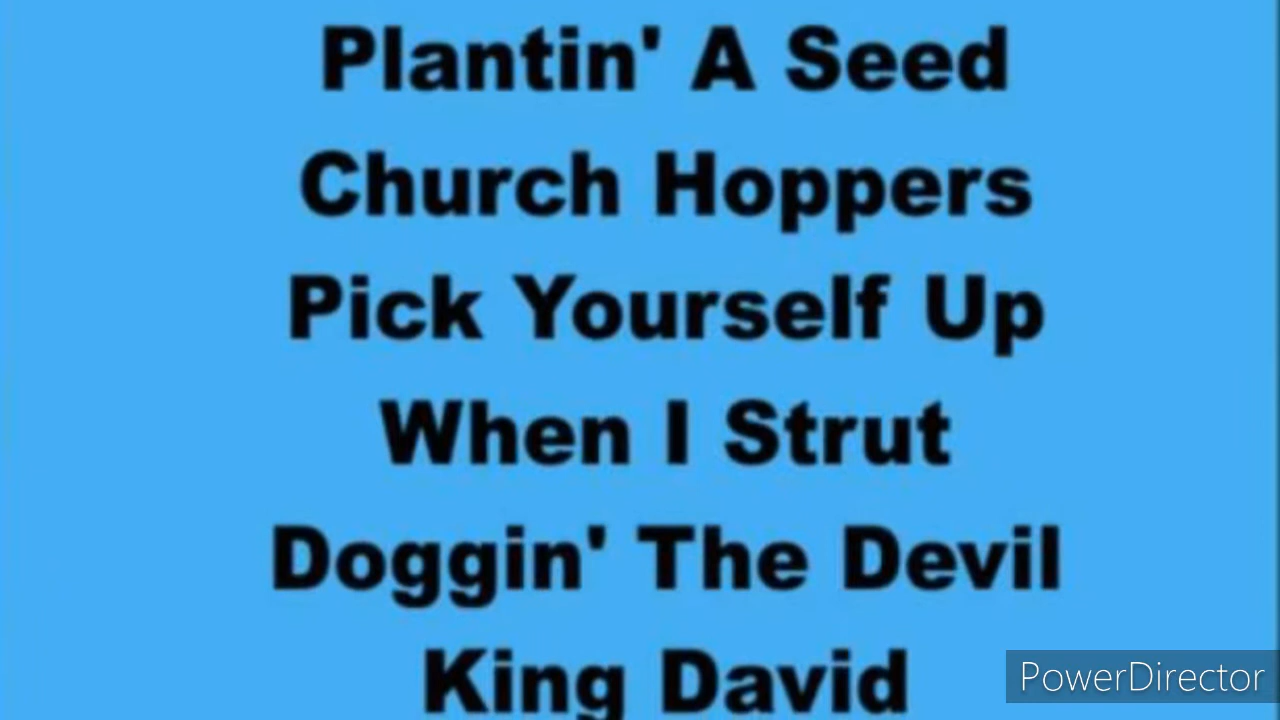 Plantin' A Seed
Church Hoppers
Pick Yourself Up
When I Strut
Doggin' The Devil
King David
PowerDirector